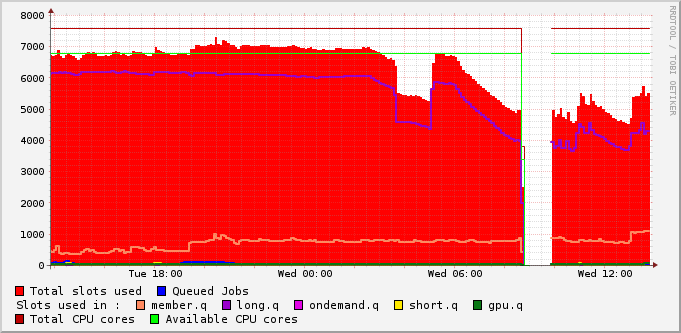 8000
7000
6000
5000
4000
3000
2000
1000
0
Tue 18:00 Wed 00:00 Wed 06:00 Wed 12:00
Total slots used Queued Jobs
Slots used in : member.q long.q ondemand.q short.q gpu.q
Total CPU cores Available CPU cores
RRDTOOL / TOBI OETIKER